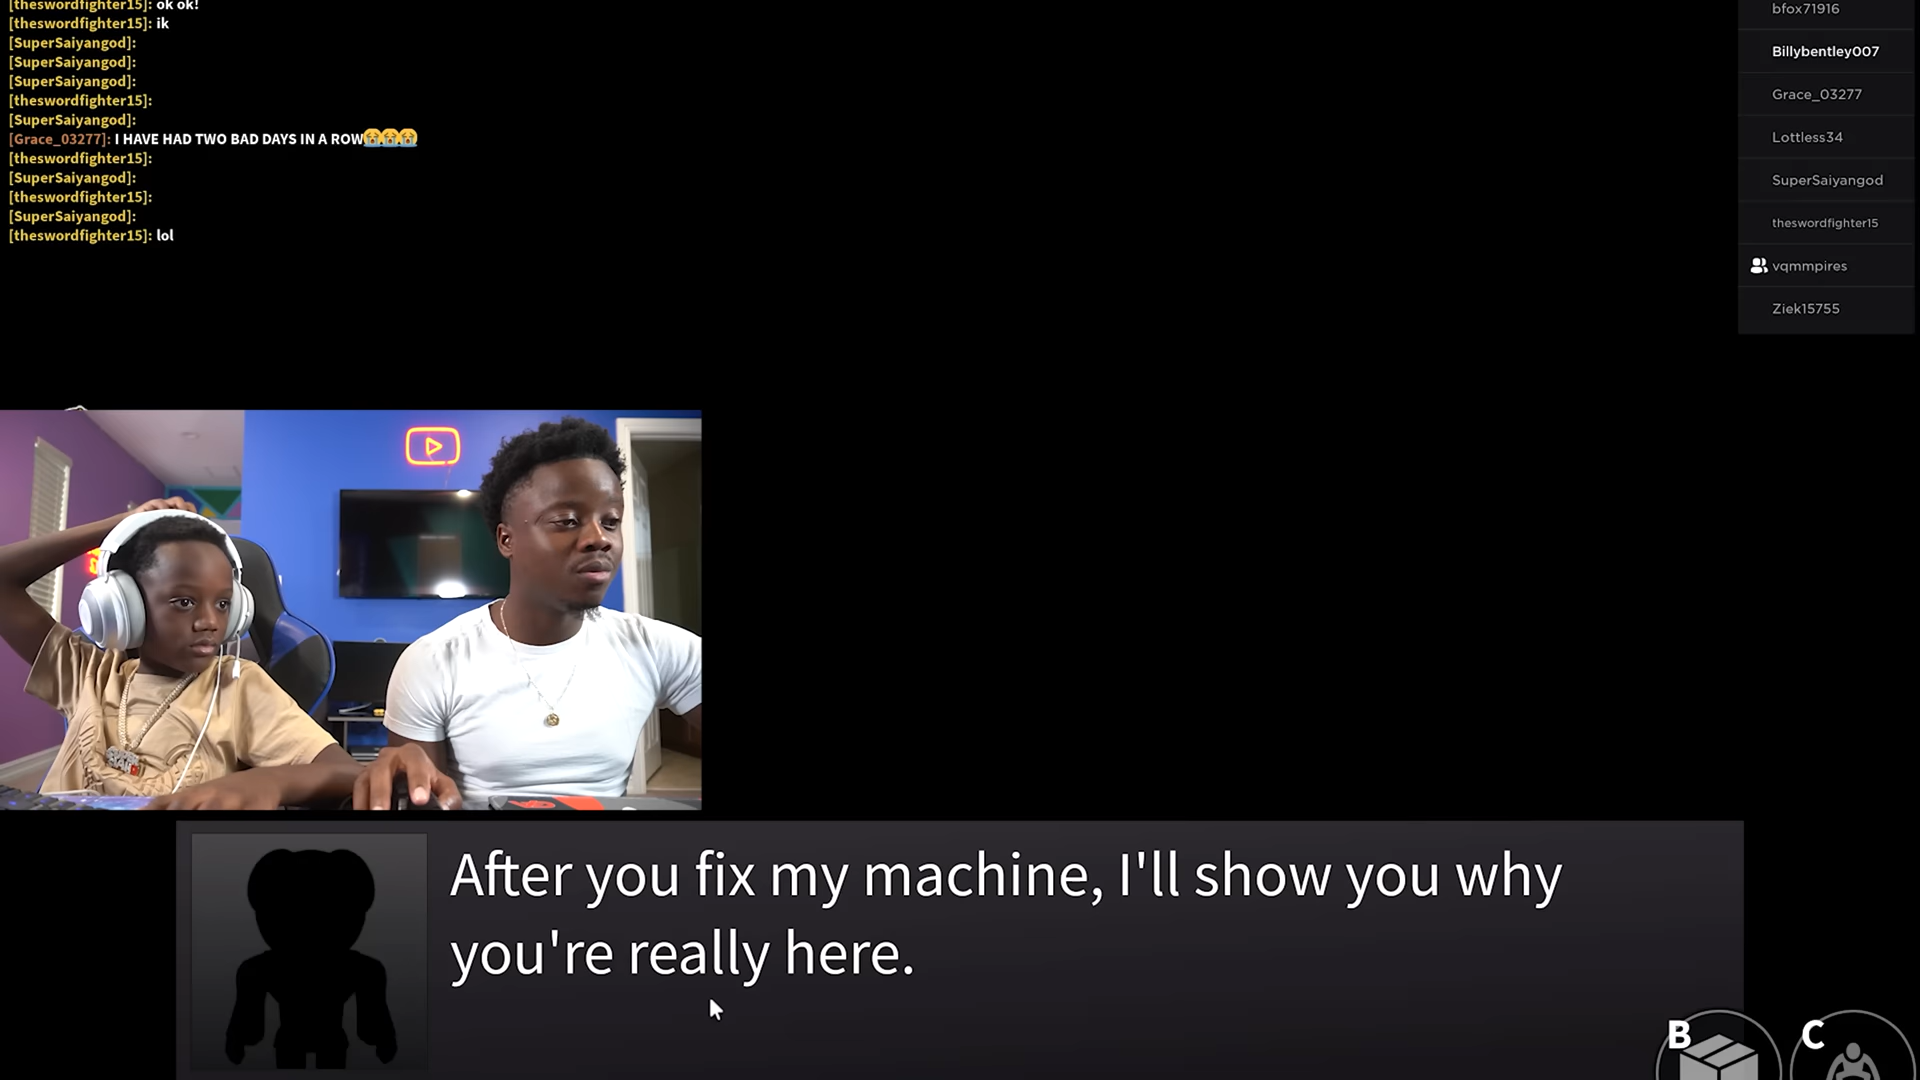 [theswordfighter15]: ok ok!
[theswordfighter15]: ik
[SuperSaiyangod]:
[SuperSaiyangod]:
[SuperSaiyangod]:
[theswordfighter15]:
[SuperSaiyangod]:
[Grace_03277]: I HAVE HAD TWO BAD DAYS IN A ROW😭😭😭
[theswordfighter15]:
[SuperSaiyangod]:
[theswordfighter15]:
[SuperSaiyangod]:
[theswordfighter15]: lol
bfox71916
Billybentley007
Grace_03277
Lottless34
SuperSaiyangod
theswordfighter15
vqmmpires
Ziek15755
After you fix my machine, I'll show you why
you're really here.
B
C